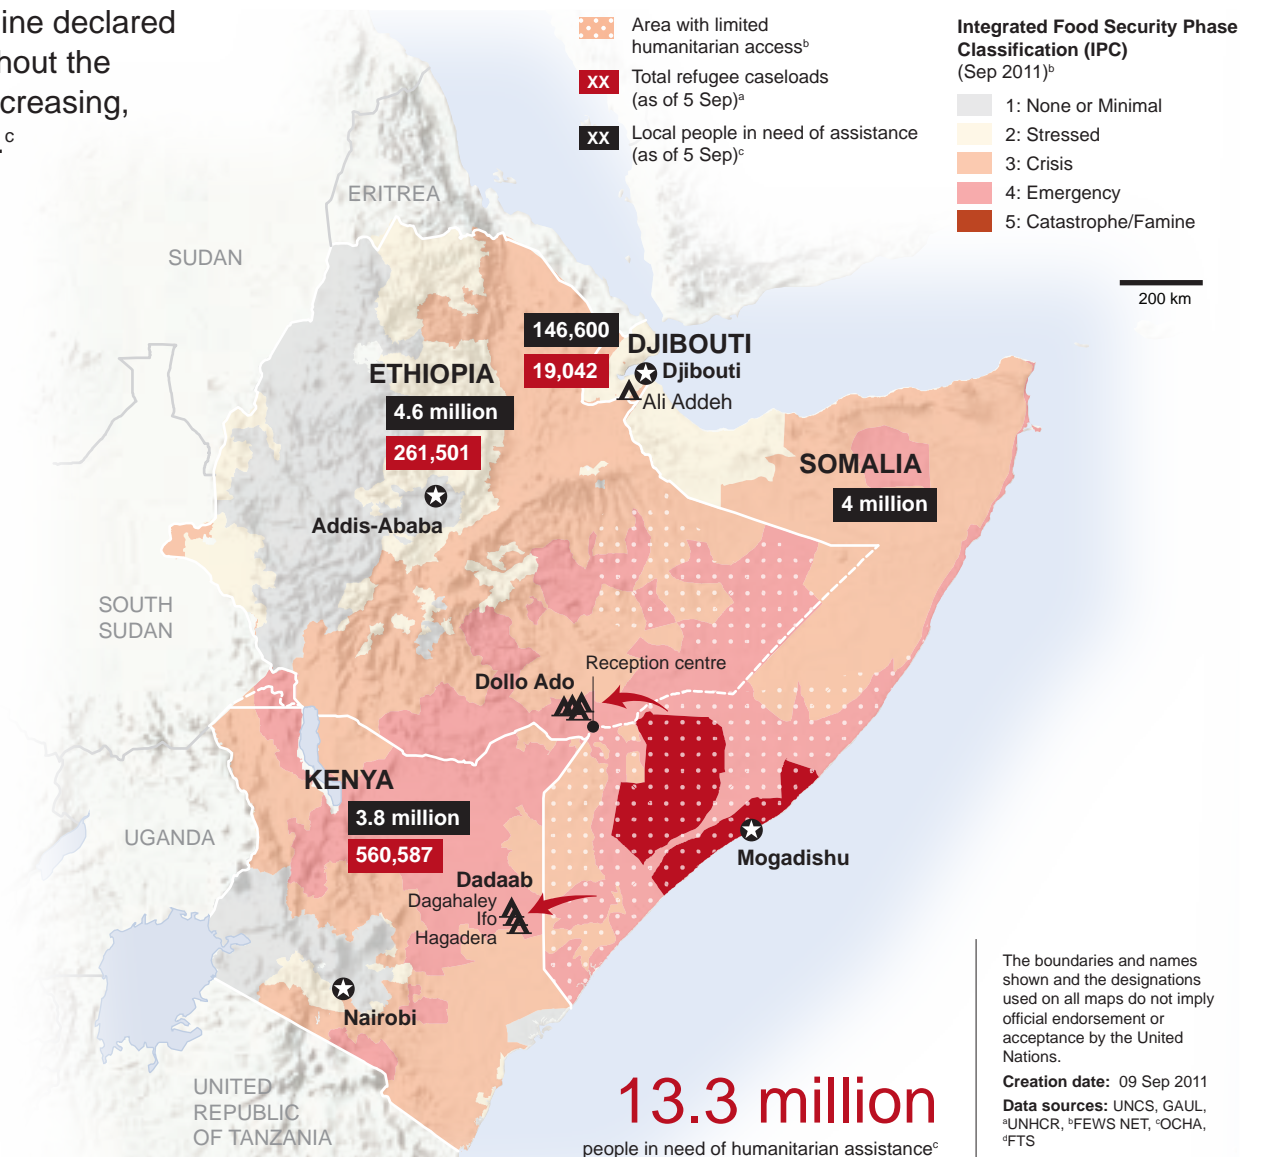 ine declared
hout the
creasing,
.c
Area with limited
humanitarian accessb
XX
Total refugee caseloads
(as of 5 Sep)a
XX
Local people in need of assistance
(as of 5 Sep)c
Integrated Food Security Phase
Classification (IPC)
(Sep 2011)b
1: None or Minimal
2: Stressed
3: Crisis
4: Emergency
5: Catastrophe/Famine
200 km
ERITREA
SUDAN
146,600
19,042
DJIBOUTI
Djibouti
Ali Addeh
ETHIOPIA
4.6 million
261,501
Addis-Ababa
SOMALIA
4 million
SOUTH
SUDAN
Reception centre
Dollo Ado
KENYA
3.8 million
560,587
UGANDA
Mogadishu
Dadaab
Dagahaley
Ifo
Hagadera
Nairobi
UNITED
REPUBLIC
OF TANZANIA
13.3 million
people in need of humanitarian assistancec
The boundaries and names
shown and the designations
used on all maps do not imply
official endorsement or
acceptance by the United
Nations.
Creation date: 09 Sep 2011
Data sources: UNCS, GAUL,
aUNHCR, bFEWS NET, cOCHA,
dFTS